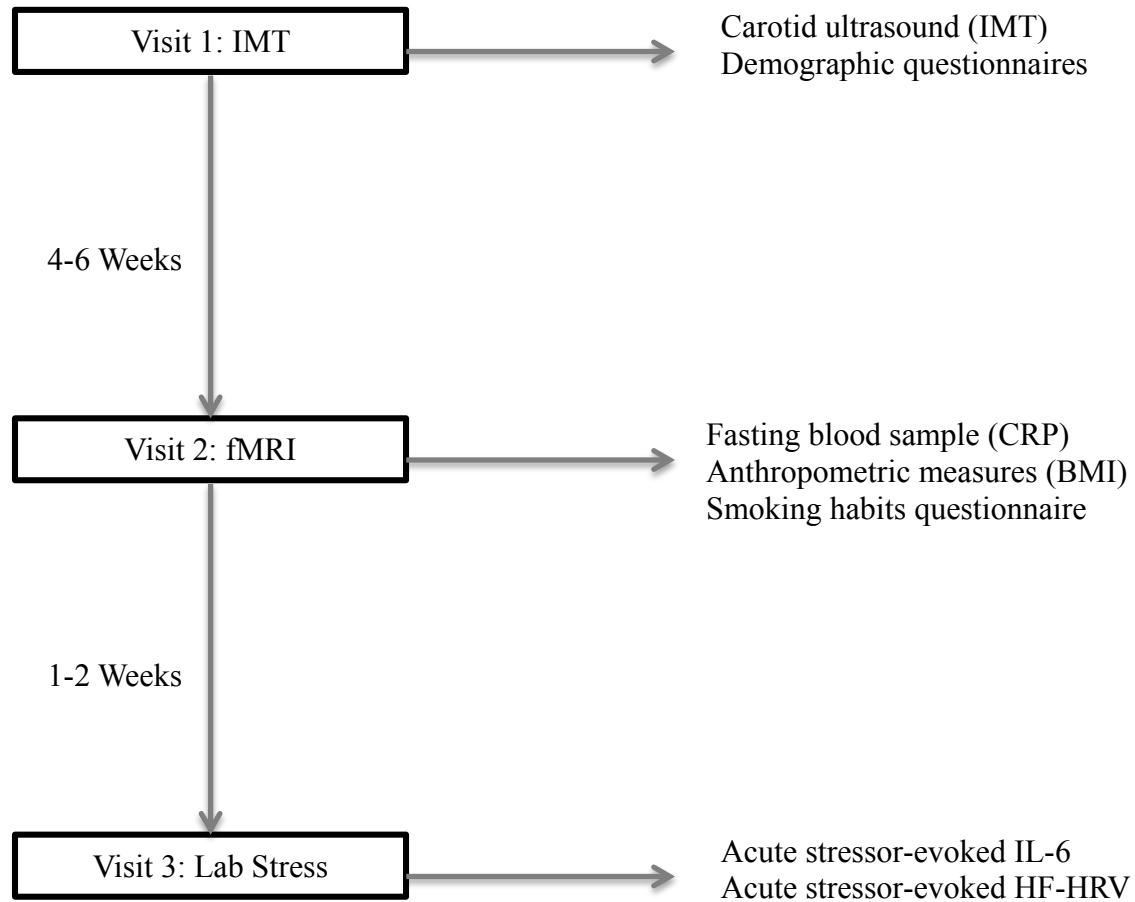 Visit 1: IMT
Carotid ultrasound (IMT)
Demographic questionnaires
4-6 Weeks
Visit 2: fMRI
Fasting blood sample (CRP)
Anthropometric measures (BMI)
Smoking habits questionnaire
1-2 Weeks
Visit 3: Lab Stress
Acute stressor-evoked IL-6
Acute stressor-evoked HF-HRV